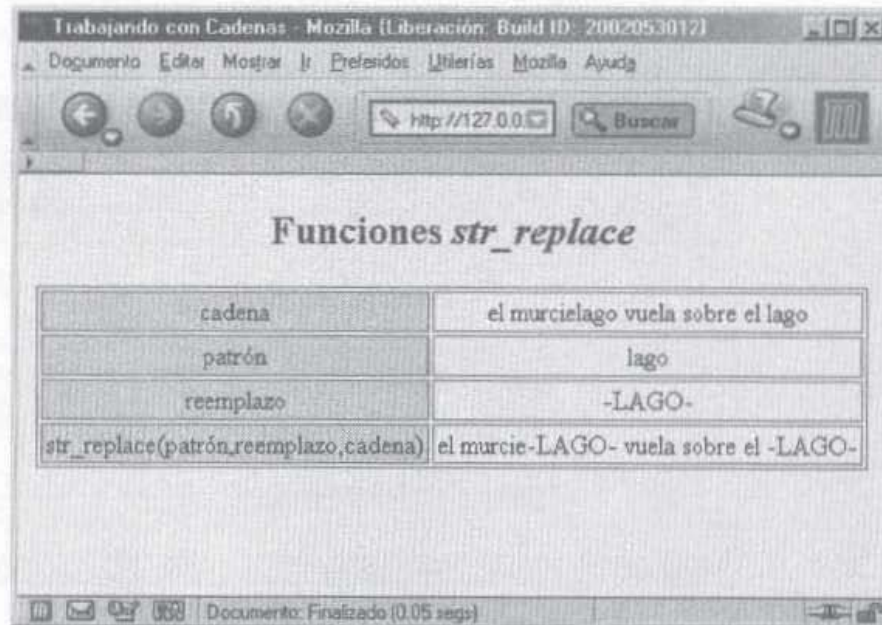 Trabajando con Cadenas - Mozilla {Liberación: Build ID: 2002053012}
Documento Editar Mostrar Ir Preferidos Utilerías Mozilla Ayuda
http://127.0.0. Buscar
Funciones str_replace
cadena el murcielago vuela sobre el lago
patrón lago
reemplazo -LAGO-
str_replace(patrón,reemplazo,cadena) el murcie-LAGO- vuela sobre el -LAGO-
Documento: Finalizado (0.05 segs)